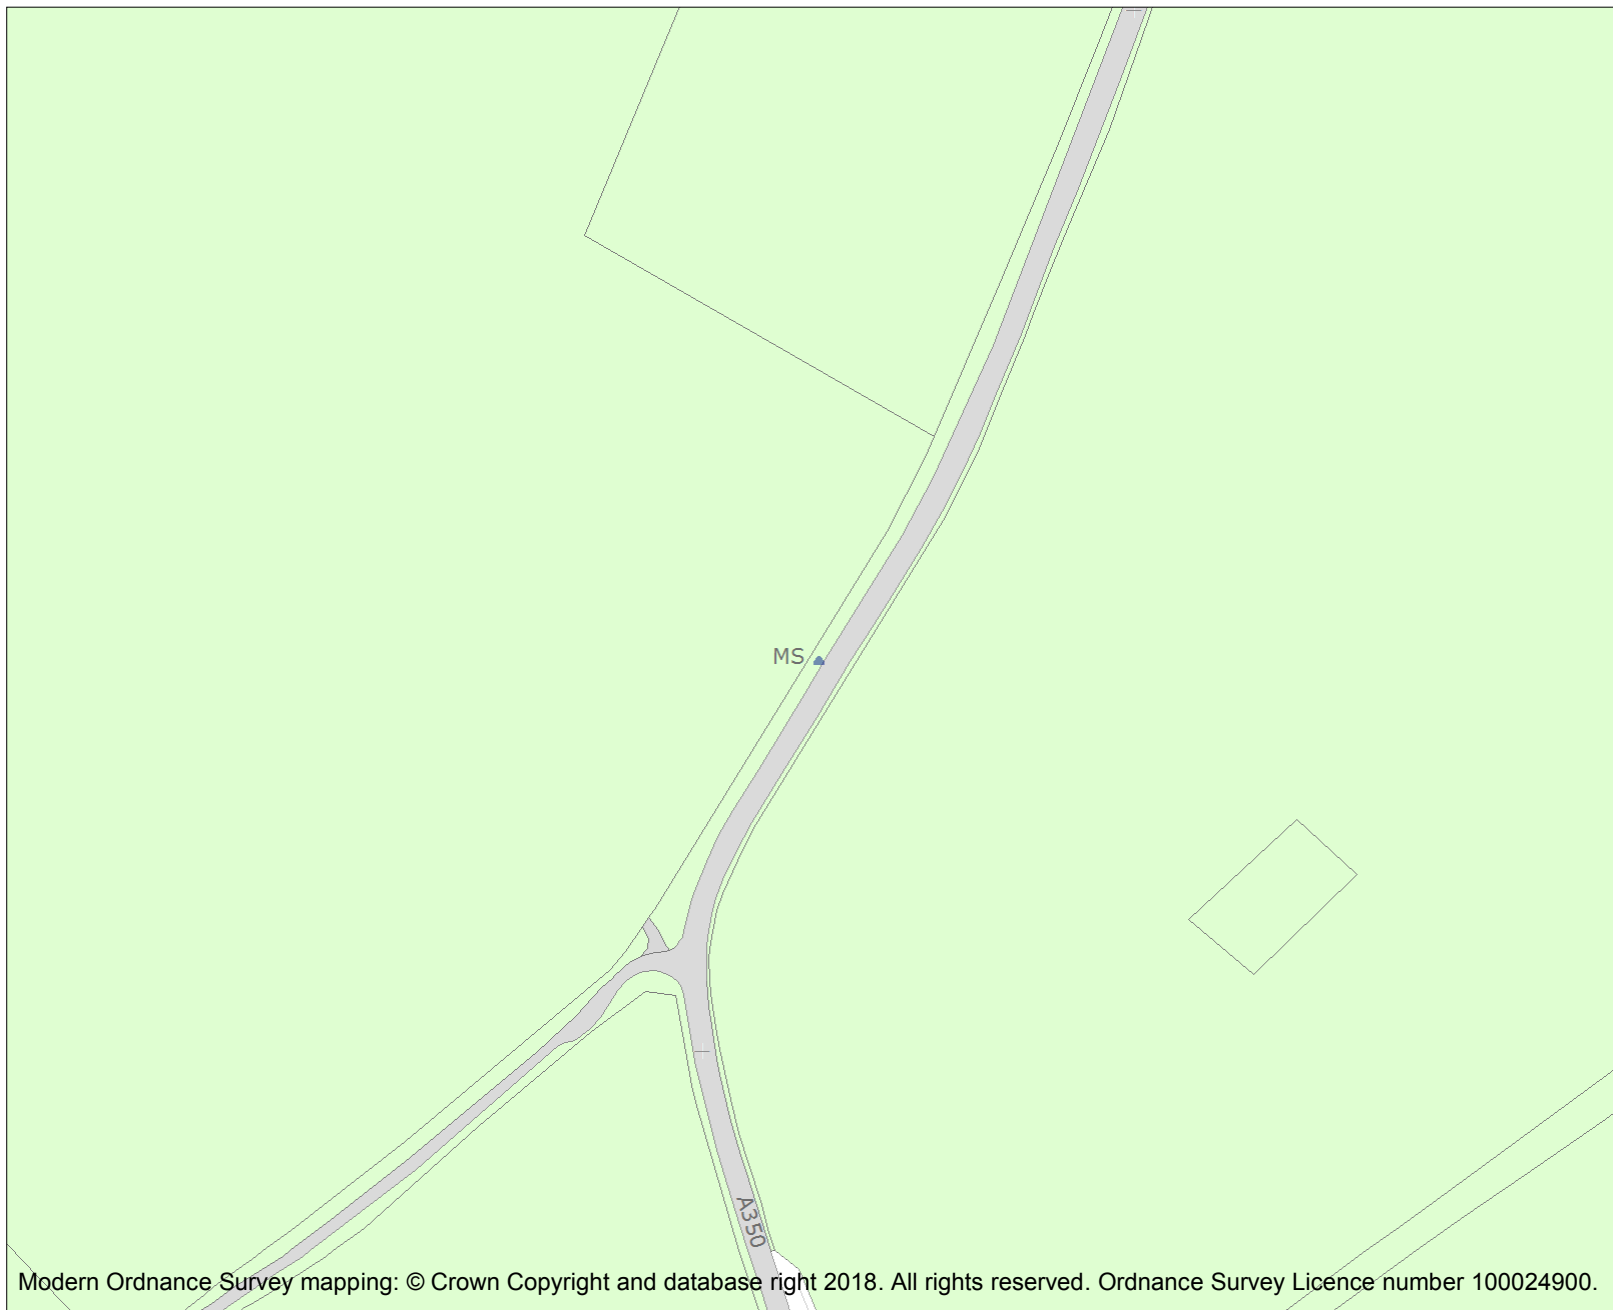 MS
A350
Modern Ordnance Survey mapping: © Crown Copyright and database right 2018. All rights reserved. Ordnance Survey Licence number 100024900.